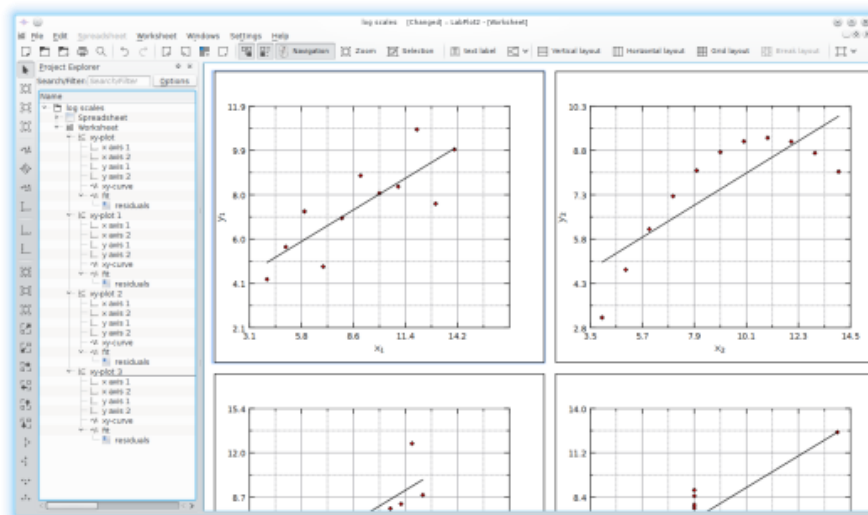 log scales [Changed] – LabPlot2 - [Worksheet]
File Edit Spreadsheet Worksheet Windows Settings Help
Navigation Zoom Selection text label Vertical layout Horizontal layout Grid layout Break layout
Project Explorer
Search/Filter: Search/Filter Options
Name
log scales
Spreadsheet
Worksheet
xy-plot
x axis 1
x axis 2
y axis 1
y axis 2
xy-curve
fit
residuals
xy-plot 1
x axis 1
x axis 2
y axis 1
y axis 2
xy-curve
fit
residuals
xy-plot 2
x axis 1
x axis 2
y axis 1
y axis 2
xy-curve
fit
residuals
xy-plot 3
x axis 1
x axis 2
y axis 1
y axis 2
xy-curve
fit
residuals
11.9
9.9
8.0
6.0
4.1
2.1
y₁
3.1 5.8 8.6 11.4 14.2
x₁
10.3
8.8
7.3
5.8
4.3
2.8
y₂
3.5 5.7 7.9 10.1 12.3 14.5
x₂
15.4
12.0
8.7
14.0
11.2
8.4